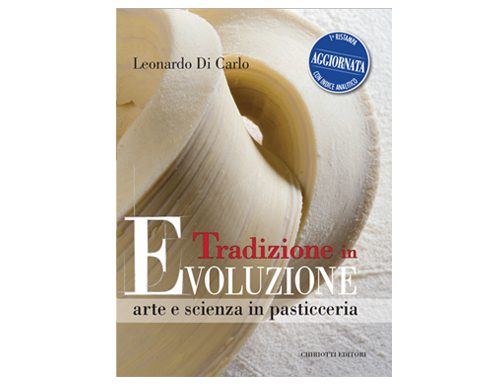 Leonardo Di Carlo
1ª RISTAMPA
AGGIORNATA
CON INDICE ANALITICO
Tradizione in
EVOLUZIONE
arte e scienza in pasticceria
CHIRIOTTI EDITORI